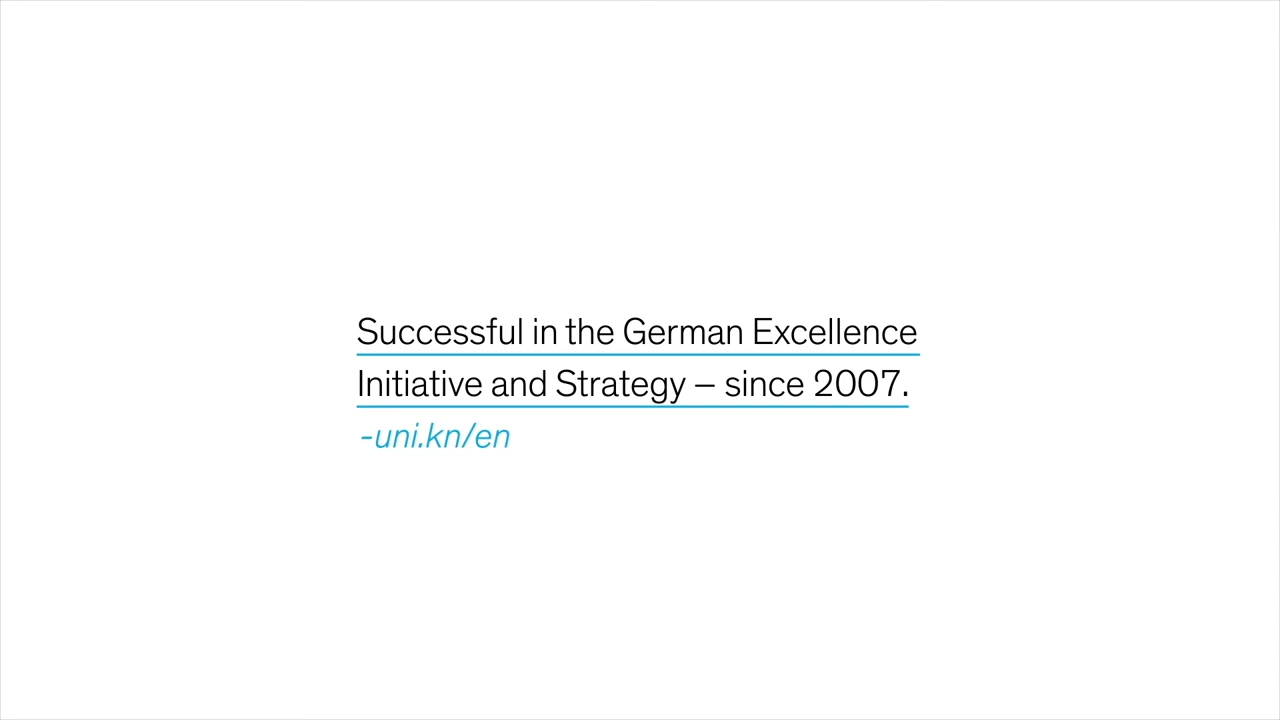 Successful in the German Excellence
Initiative and Strategy – since 2007.
-uni.kn/en